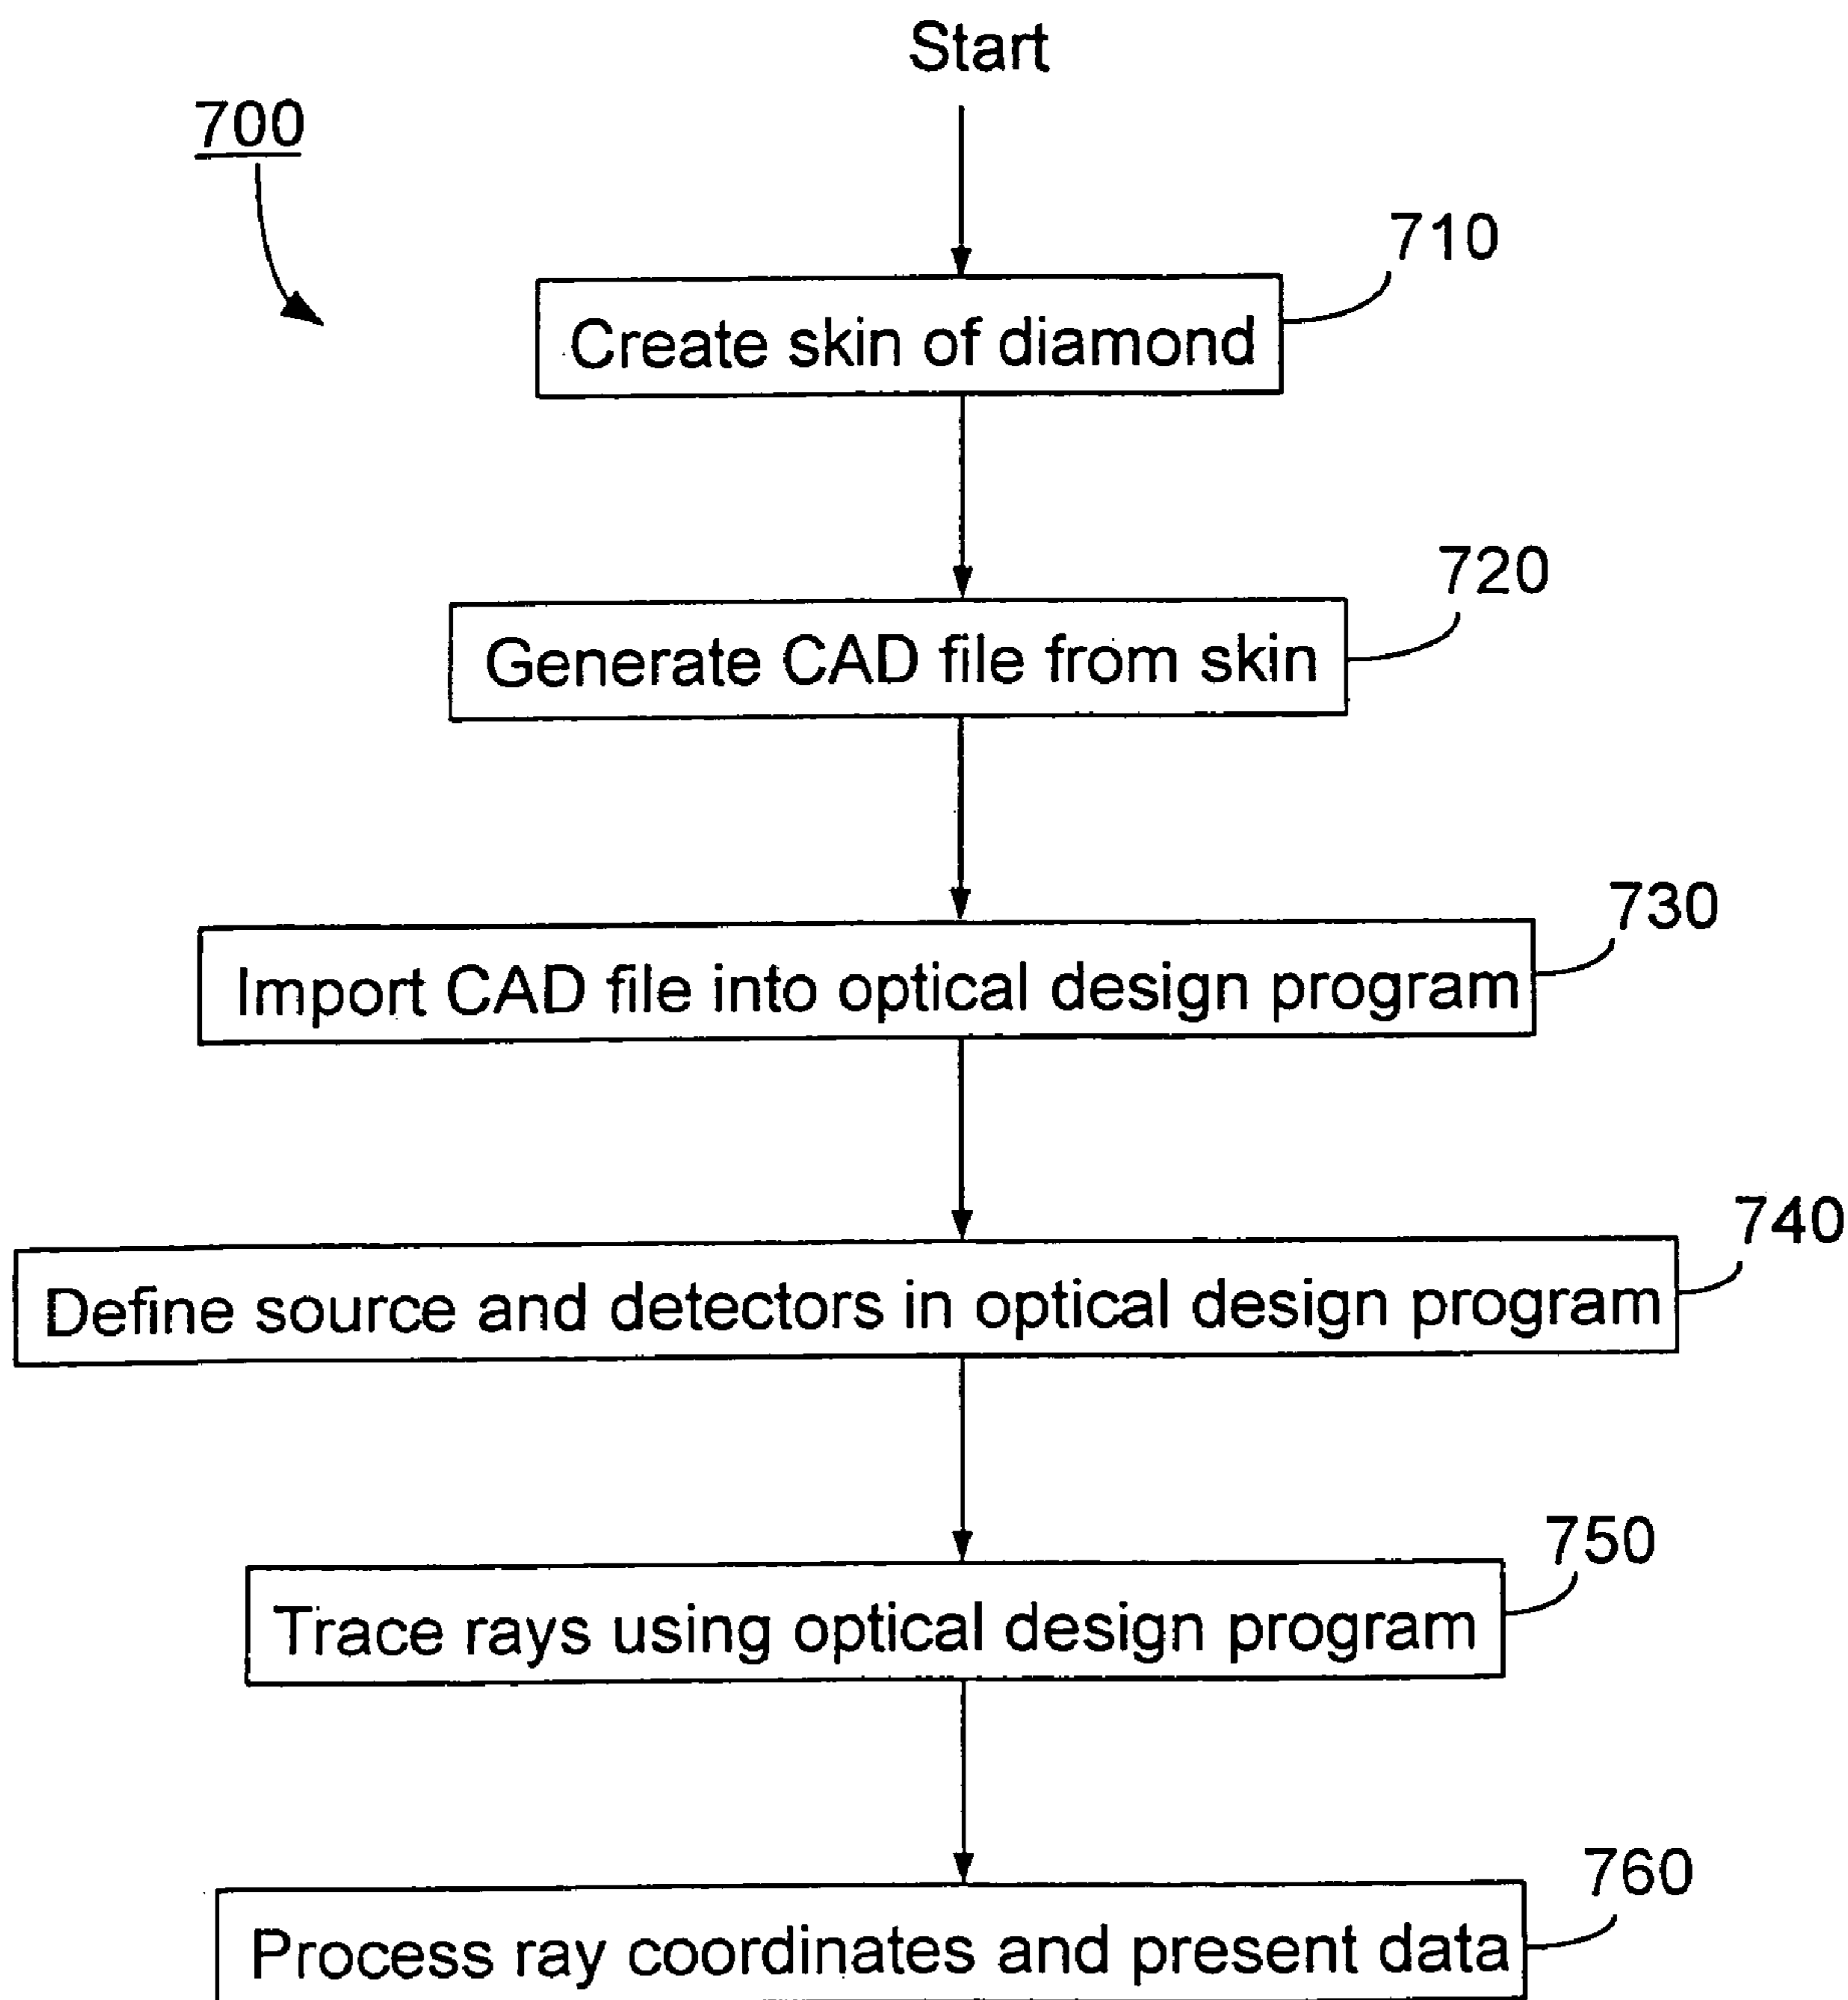 Start
700
710
Create skin of diamond
720
Generate CAD file from skin
730
Import CAD file into optical design program
740
Define source and detectors in optical design program
750
Trace rays using optical design program
760
Process ray coordinates and present data